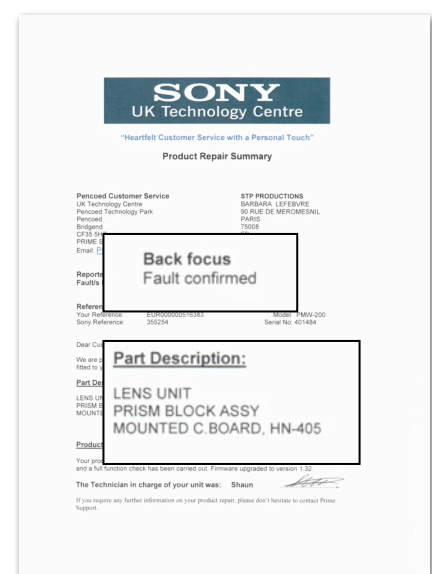 SONY
UK Technology Centre
"Heartfelt Customer Service with a Personal Touch"
Product Repair Summary
Pencoed Customer Service
UK Technology Centre
Pencoed Technology Park
Pencoed
Bridgend
CF35 5H
PRIME S
Email: P
STP PRODUCTIONS
BARBARA LEFEBVRE
90 RUE DE MEROMESNIL
PARIS
75008
Back focus
Fault confirmed
Reporte
Fault/s
Referen
Your Reference: EUR000000516383 Model: PMW-200
Sony Reference: 355254 Serial No: 401484
Dear Cus
We are p
fitted to y
Part Description:
LENS UNIT
PRISM BLOCK ASSY
MOUNTED C.BOARD, HN-405
Part De
LENS UN
PRISM B
MOUNTE
Product
Your pro
and a full function check has been carried out. Firmware upgraded to version 1.32.
The Technician in charge of your unit was: Shaun
If you require any further information on your product repair, please don't hesitate to contact Prime
Support.